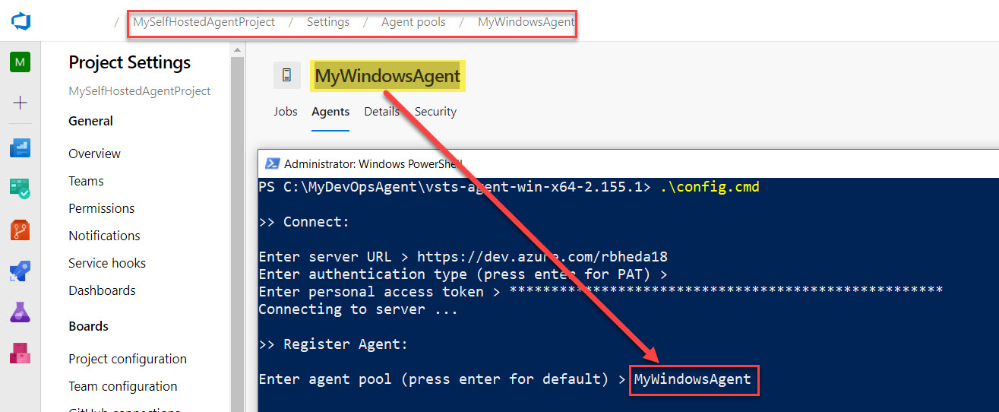 / MySelfHostedAgentProject / Settings / Agent pools / MyWindowsAgent
M
Project Settings
MySelfHostedAgentProject
General
Overview
Teams
Permissions
Notifications
Service hooks
Dashboards
Boards
Project configuration
Team configuration
GitHub connections
MyWindowsAgent
Jobs Agents Details Security
Administrator: Windows PowerShell
PS C:\MyDevOpsAgent\vsts-agent-win-x64-2.155.1> .\config.cmd
>> Connect:
Enter server URL > https://dev.azure.com/rbheda18
Enter authentication type (press enter for PAT) >
Enter personal access token > ****************************************************
Connecting to server ...
>> Register Agent:
Enter agent pool (press enter for default) > MyWindowsAgent